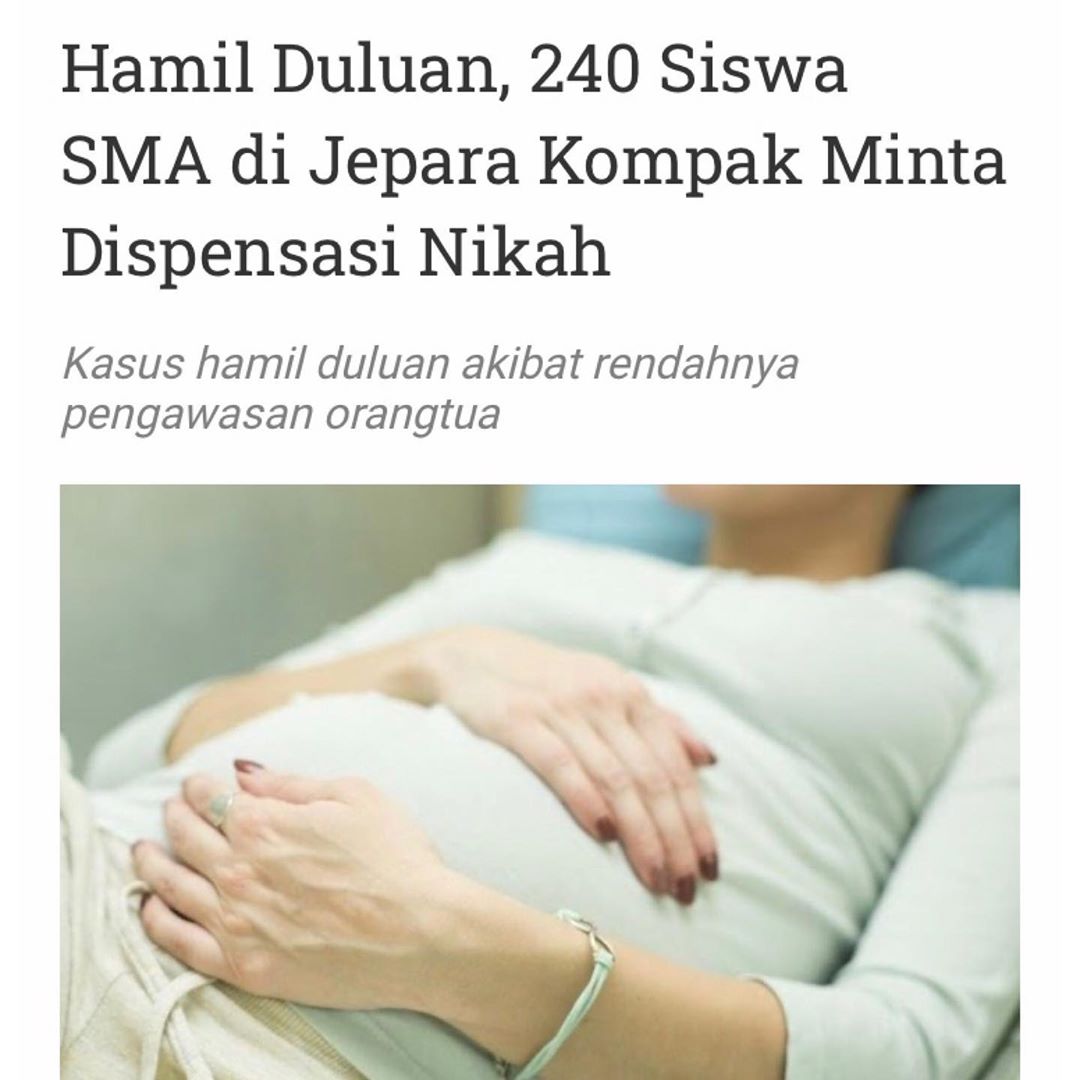 Hamil Duluan, 240 Siswa
SMA di Jepara Kompak Minta
Dispensasi Nikah
Kasus hamil duluan akibat rendahnya
pengawasan orangtua